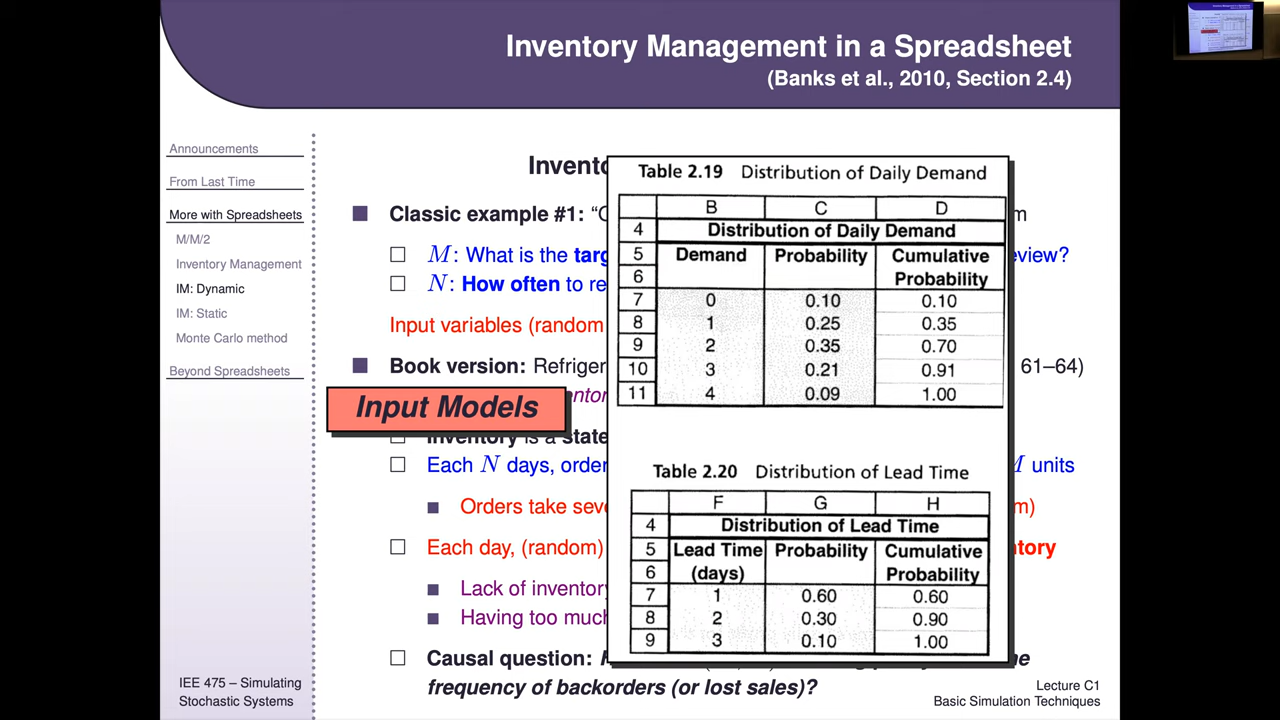 Inventory Management in a Spreadsheet
(Banks et al., 2010, Section 2.4)
Announcements
From Last Time
More with Spreadsheets
M/M/2
Inventory Management
IM: Dynamic
IM: Static
Monte Carlo method
Beyond Spreadsheets
IEE 475 – Simulating
Stochastic Systems
Classic example #1:
M: What is the
N: How often to re
Input variables (random
Book version: Refriger 61–64)
Input Models
Inventory is a state
Each N days, order M units
Orders take seve
Each day, (random)
Lack of inventory
Having too much
Causal question:
frequency of backorders (or lost sales)?
Table 2.19 Distribution of Daily Demand
B C D
4 Distribution of Daily Demand
5 Demand Probability Cumulative
6 Probability
7 0 0.10 0.10
8 1 0.25 0.35
9 2 0.35 0.70
10 3 0.21 0.91
11 4 0.09 1.00
Table 2.20 Distribution of Lead Time
F G H
4 Distribution of Lead Time
5 Lead Time Probability Cumulative
6 (days) Probability
7 1 0.60 0.60
8 2 0.30 0.90
9 3 0.10 1.00
Lecture C1
Basic Simulation Techniques